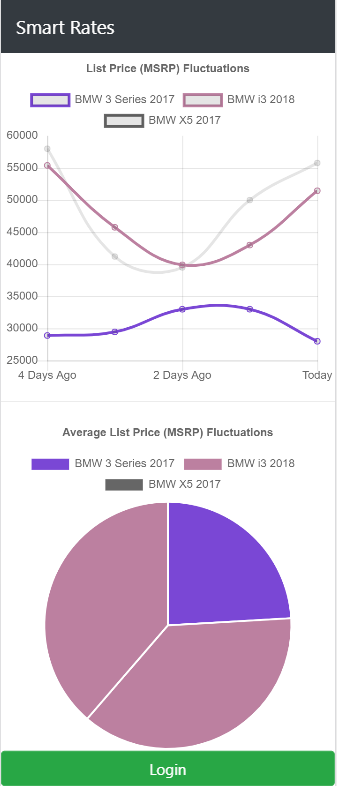 Smart Rates
List Price (MSRP) Fluctuations
BMW 3 Series 2017 BMW i3 2018
BMW X5 2017
60000
55000
50000
45000
40000
35000
30000
25000
4 Days Ago 2 Days Ago Today
Average List Price (MSRP) Fluctuations
BMW 3 Series 2017 BMW i3 2018
BMW X5 2017
Login